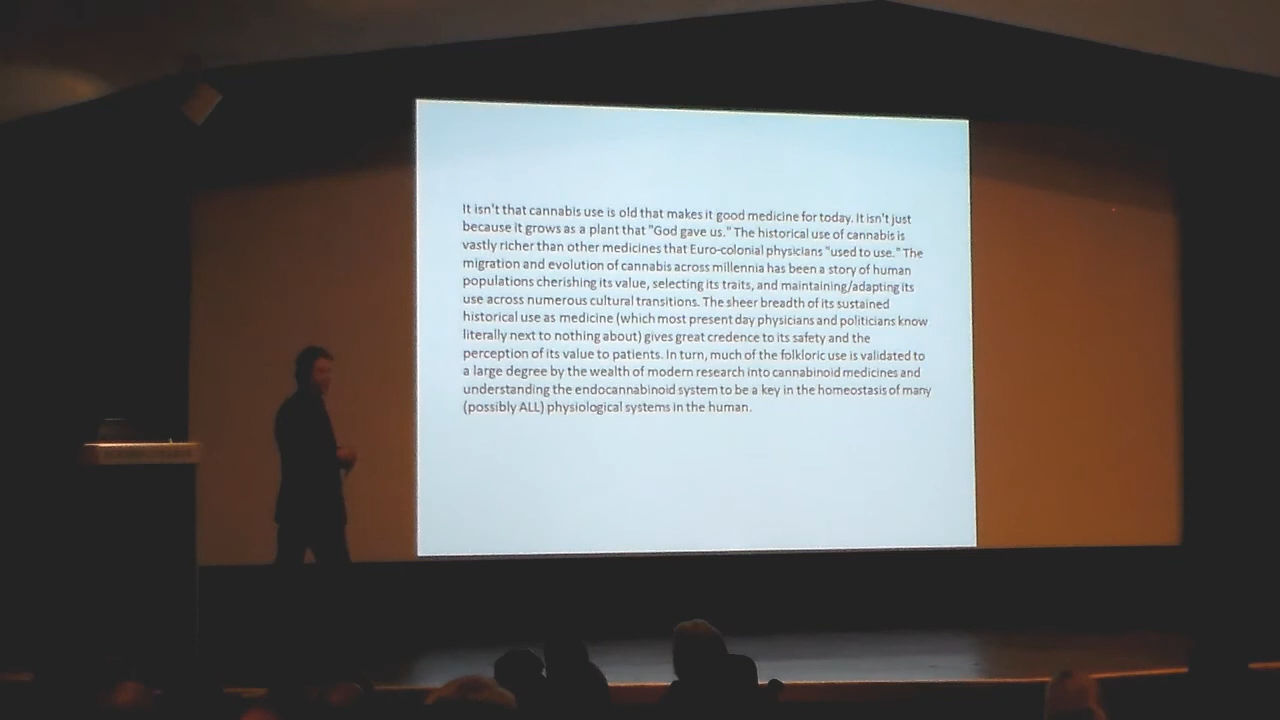 It isn't that cannabis use is old that makes it good medicine for today. It isn't just
because it grows as a plant that "God gave us." The historical use of cannabis is
vastly richer than other medicines that Euro-colonial physicians "used to use." The
migration and evolution of cannabis across millennia has been a story of human
populations cherishing its value, selecting its traits, and maintaining/adapting its
use across numerous cultural transitions. The sheer breadth of its sustained
historical use as medicine (which most present day physicians and politicians know
literally next to nothing about) gives great credence to its safety and the
perception of its value to patients. In turn, much of the folkloric use is validated to
a large degree by the wealth of modern research into cannabinoid medicines and
understanding the endocannabinoid system to be a key in the homeostasis of many
(possibly ALL) physiological systems in the human.